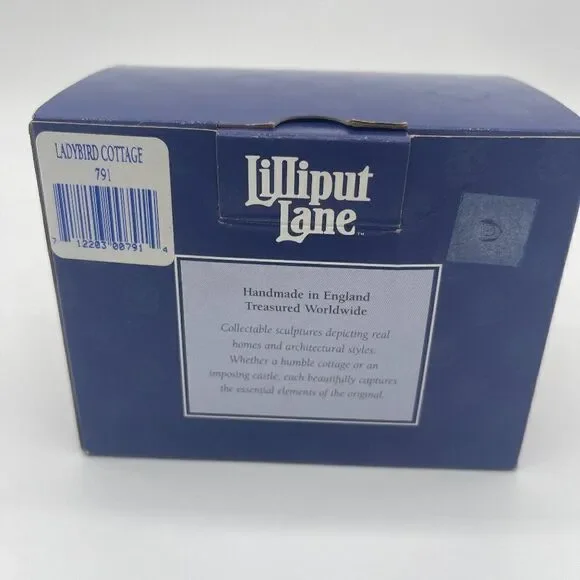 LADYBIRD COTTAGE
791
7 12203 00791 4
Lilliput
Lane™
Handmade in England
Treasured Worldwide
Collectable sculptures depicting real
homes and architectural styles.
Whether a humble cottage or an
imposing castle, each beautifully captures
the essential elements of the original.